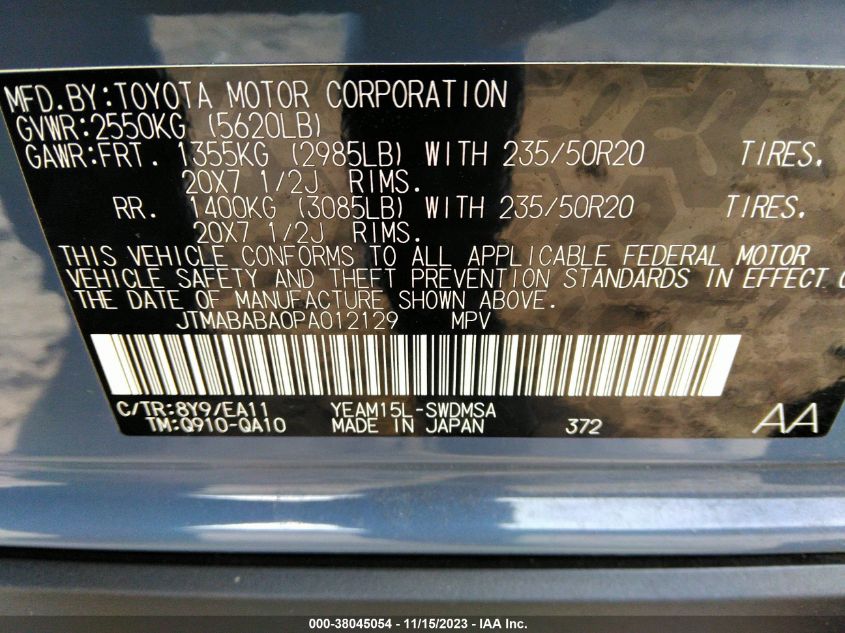 MFD.BY:TOYOTA MOTOR CORPORATION
GVWR:2550KG (5620LB)
GAWR:FRT. 1355KG (2985LB) WITH 235/50R20 TIRES,
20X7 1/2J RIMS.
RR. 1400KG (3085LB) WITH 235/50R20 TIRES,
20X7 1/2J RIMS.
THIS VEHICLE CONFORMS TO ALL APPLICABLE FEDERAL MOTOR
VEHICLE SAFETY AND THEFT PREVENTION STANDARDS IN EFFECT
THE DATE OF MANUFACTURE SHOWN ABOVE.
JTMABABA0PA012129 MPV
C/TR:8Y9/EA11 YEAM15L-SWDMSA
TM:Q910-QA10 MADE IN JAPAN 372 AA
000-38045054 - 11/15/2023 - IAA Inc.